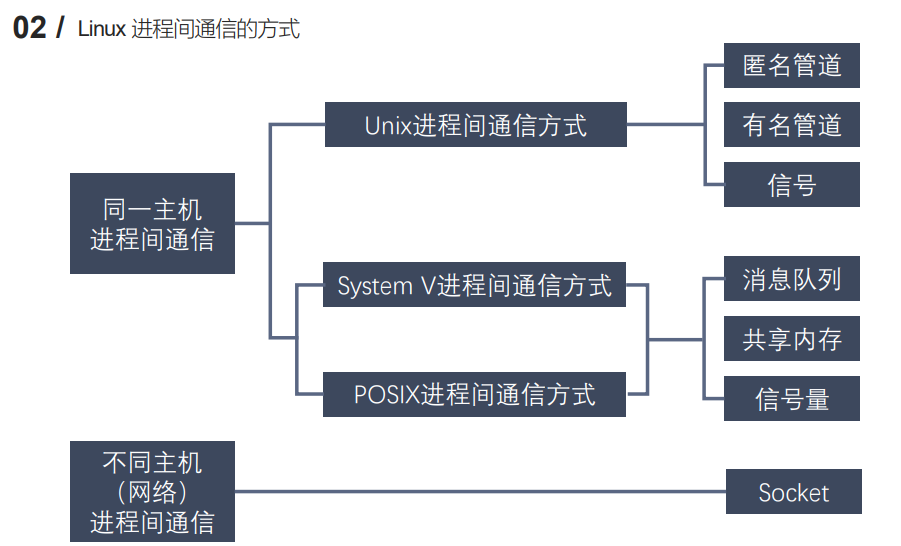 02 / Linux 进程间通信的方式
匿名管道
Unix进程间通信方式
有名管道
信号
同一主机
进程间通信
System V进程间通信方式
消息队列
共享内存
POSIX进程间通信方式
信号量
不同主机
（网络）
进程间通信
Socket